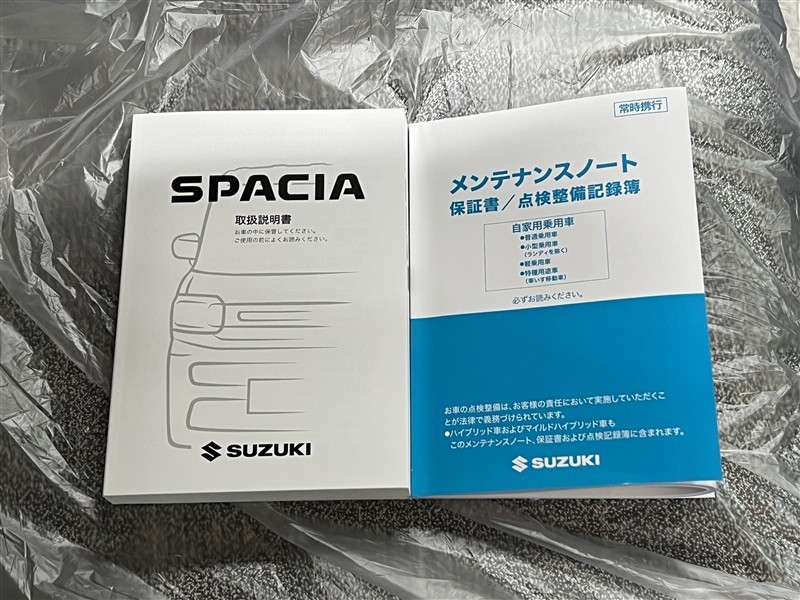 SPACIA
取扱説明書
お車の中に保管してください。
ご使用の前によくお読みください。
SUZUKI
常時携行
メンテナンスノート
保証書／点検整備記録簿
自家用乗用車
●普通乗用車
●小型乗用車
（ランディを除く）
●軽乗用車
●特種用途車
（車いす移動車）
必ずお読みください。
お車の点検整備は、お客様の責任において実施していただくこ
とが法律で義務づけられています。
●ハイブリッド車およびマイルドハイブリッド車も
このメンテナンスノート、保証書および点検記録簿に含まれます。
SUZUKI